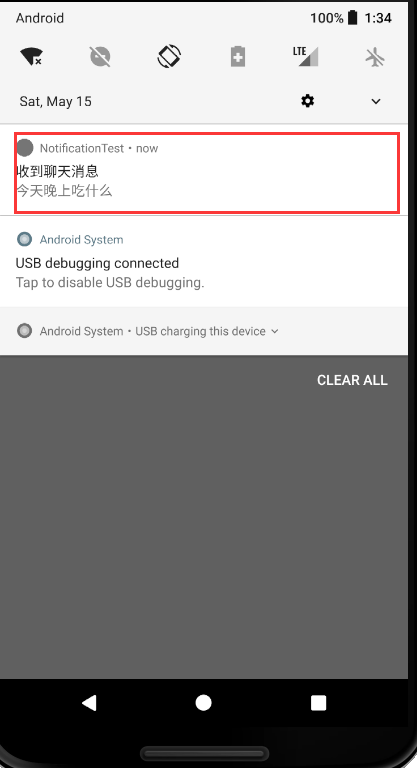 Android 100% 1:34
LTE
Sat, May 15
NotificationTest • now
收到聊天消息
今天晚上吃什么
Android System
USB debugging connected
Tap to disable USB debugging.
Android System • USB charging this device
CLEAR ALL